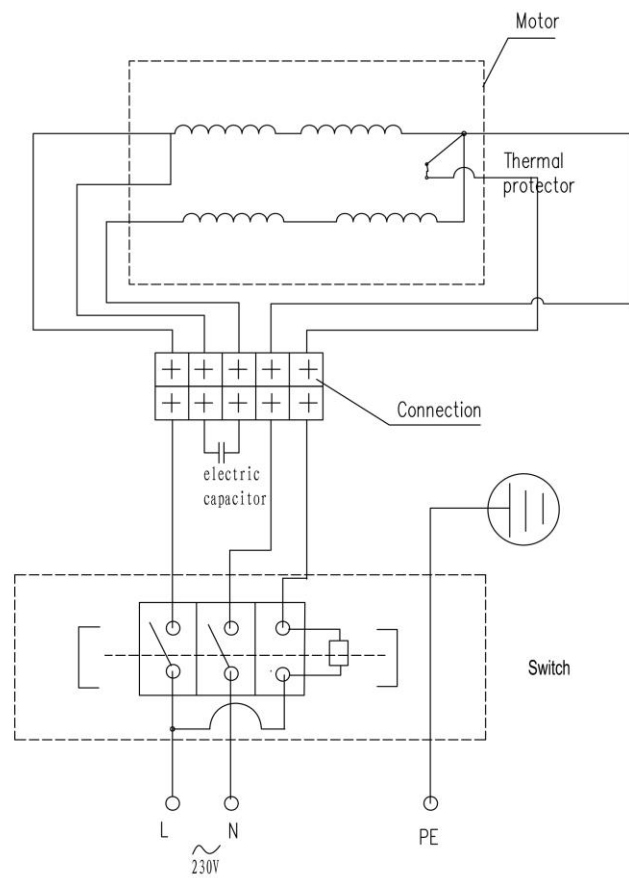 Motor
Thermal
protector
Connection
electric
capacitor
Switch
L
N
PE
230V